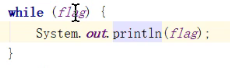 while (flag) {
System.out.println(flag);
}